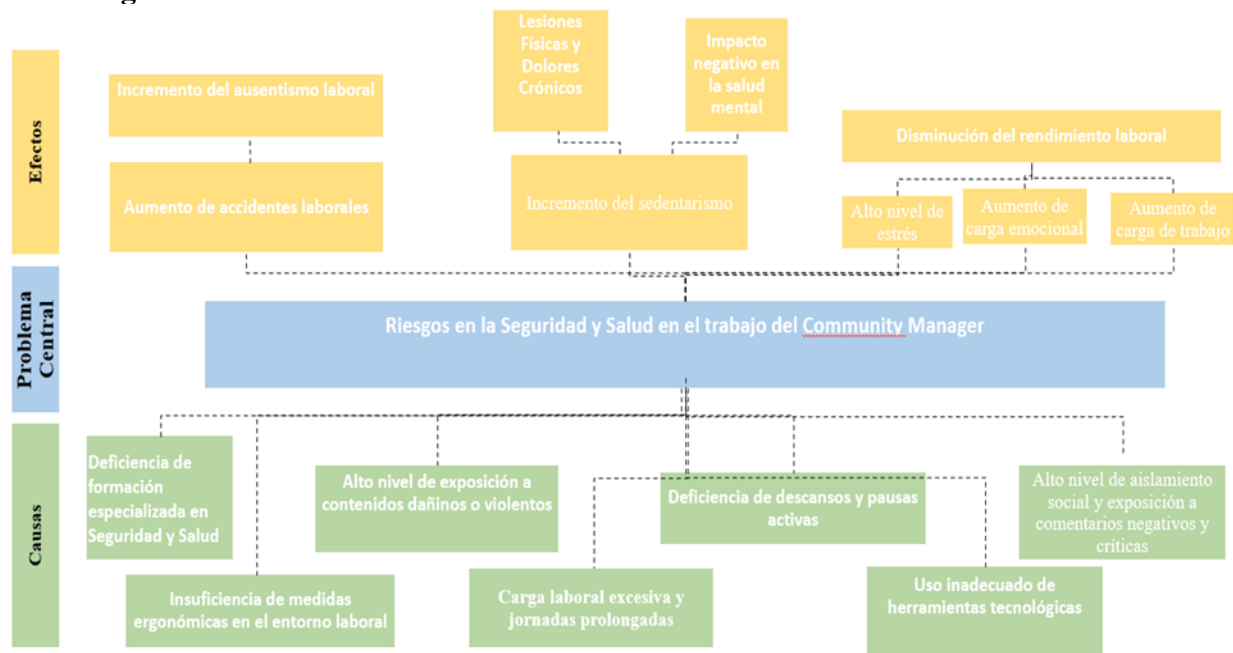 Efectos
Lesiones
Físicas y
Dolores
Crónicos
Impacto
negativo en
la salud
mental
Incremento del ausentismo laboral
Disminución del rendimiento laboral
Aumento de accidentes laborales
Incremento del sedentarismo
Alto nivel de
estrés
Aumento de
carga emocional
Aumento de
carga de trabajo
Problema
Central
Riesgos en la Seguridad y Salud en el trabajo del Community Manager
Causas
Deficiencia de
formación
especializada en
Seguridad y Salud
Alto nivel de exposición a
contenidos dañinos o violentos
Deficiencia de descansos y pausas
activas
Alto nivel de aislamiento
social y exposición a
comentarios negativos y
críticas
Insuficiencia de medidas
ergonómicas en el entorno laboral
Carga laboral excesiva y
jornadas prolongadas
Uso inadecuado de
herramientas tecnológicas